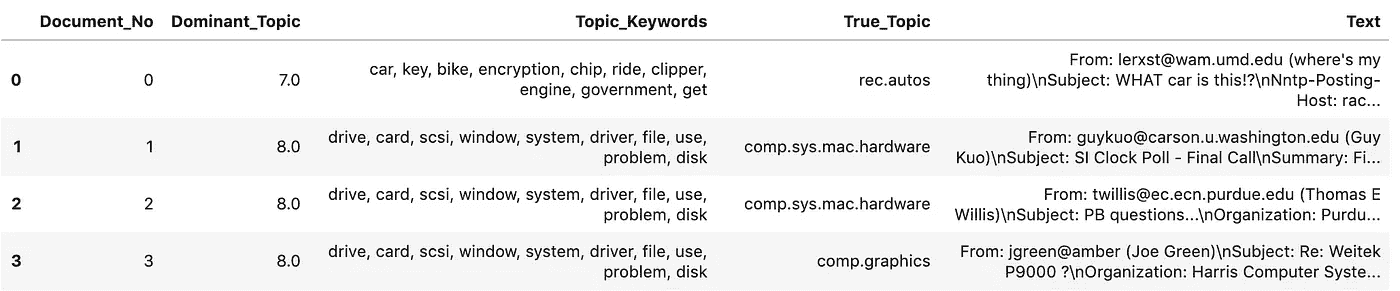 Document_No Dominant_Topic Topic_Keywords True_Topic Text
0 0 7.0 car, key, bike, encryption, chip, ride, clipper, engine, government, get rec.autos From: lerxst@wam.umd.edu (where's my thing)\nSubject: WHAT car is this!?\nNntp-Posting-Host: rac...
1 1 8.0 drive, card, scsi, window, system, driver, file, use, problem, disk comp.sys.mac.hardware From: guykuo@carson.u.washington.edu (Guy Kuo)\nSubject: SI Clock Poll - Final Call\nSummary: Fi...
2 2 8.0 drive, card, scsi, window, system, driver, file, use, problem, disk comp.sys.mac.hardware From: twillis@ec.ecn.purdue.edu (Thomas E Willis)\nSubject: PB questions...\nOrganization: Purdu...
3 3 8.0 drive, card, scsi, window, system, driver, file, use, problem, disk comp.graphics From: jgreen@amber (Joe Green)\nSubject: Re: Weitek P9000 ?\nOrganization: Harris Computer Syste...